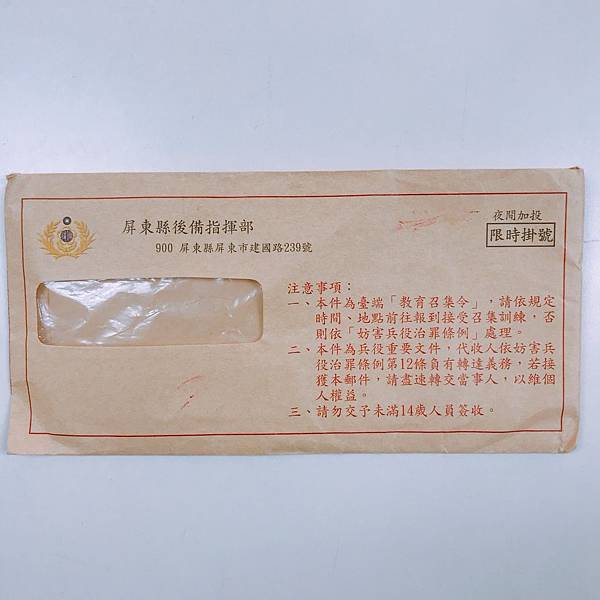 屏東縣後備指揮部
900 屏東縣屏東市建國路239號
夜間加投
限時掛號
注意事項：
一、本件為臺端「教育召集令」，請依規定
時間、地點前往報到接受召集訓練，否
則依「妨害兵役治罪條例」處理。
二、本件為兵役重要文件，代收人依妨害兵
役治罪條例第12條負有轉達義務，若接
獲本郵件，請盡速轉交當事人，以維個
人權益。
三、請勿交予未滿14歲人員簽收。